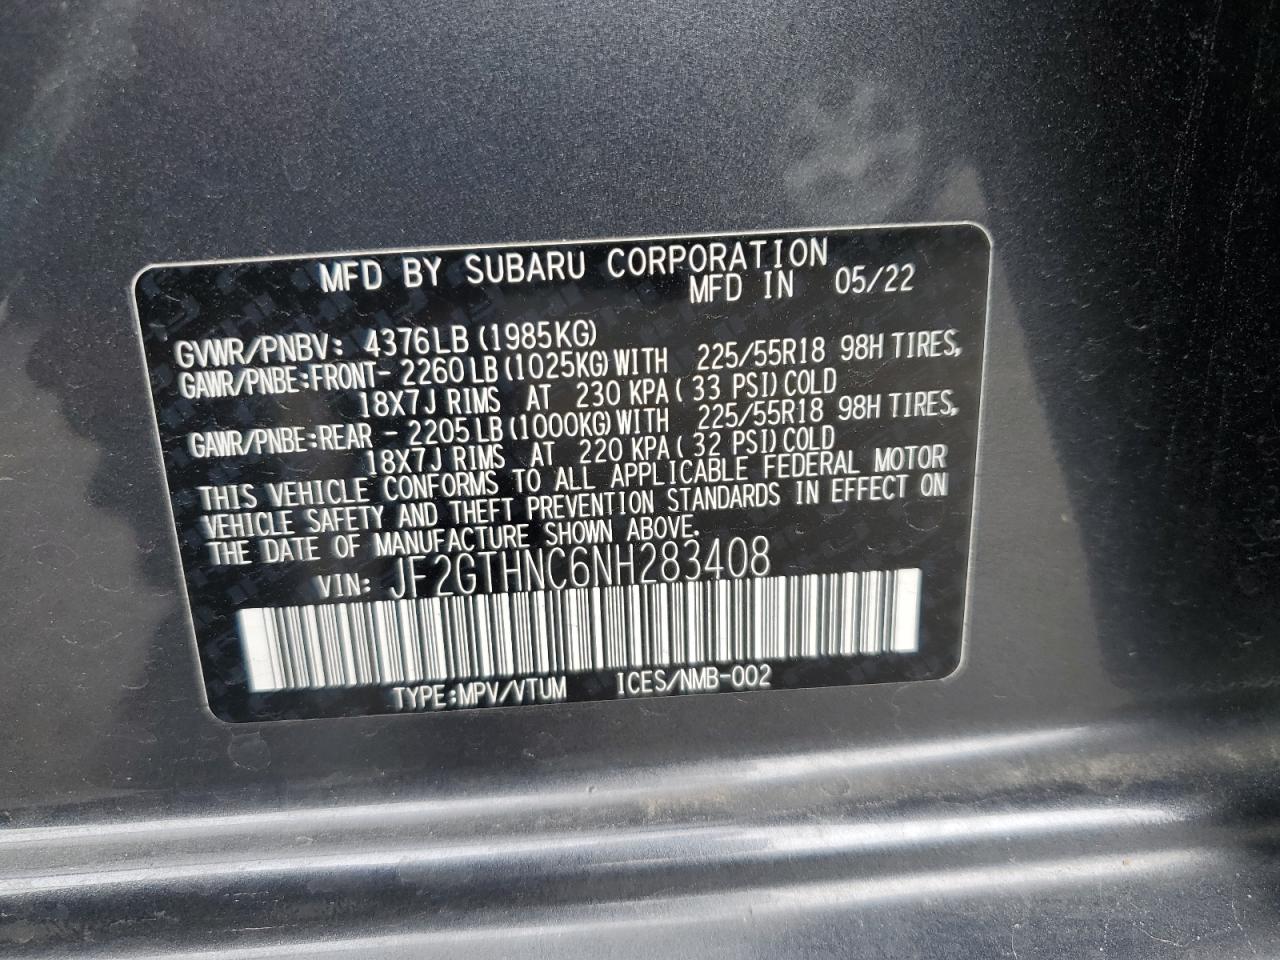 MFD BY SUBARU CORPORATION
MFD IN 05/22
GVWR/PNBV: 4376LB (1985KG)
GAWR/PNBE:FRONT- 2260LB (1025KG) WITH 225/55R18 98H TIRES,
18X7J RIMS AT 230 KPA ( 33 PSI) COLD
GAWR/PNBE:REAR - 2205LB (1000KG) WITH 225/55R18 98H TIRES,
18X7J RIMS AT 220 KPA ( 32 PSI) COLD
THIS VEHICLE CONFORMS TO ALL APPLICABLE FEDERAL MOTOR
VEHICLE SAFETY AND THEFT PREVENTION STANDARDS IN EFFECT ON
THE DATE OF MANUFACTURE SHOWN ABOVE.
VIN: JF2GTHNC6NH283408
TYPE:MPV/VTUM ICES/NMB-002